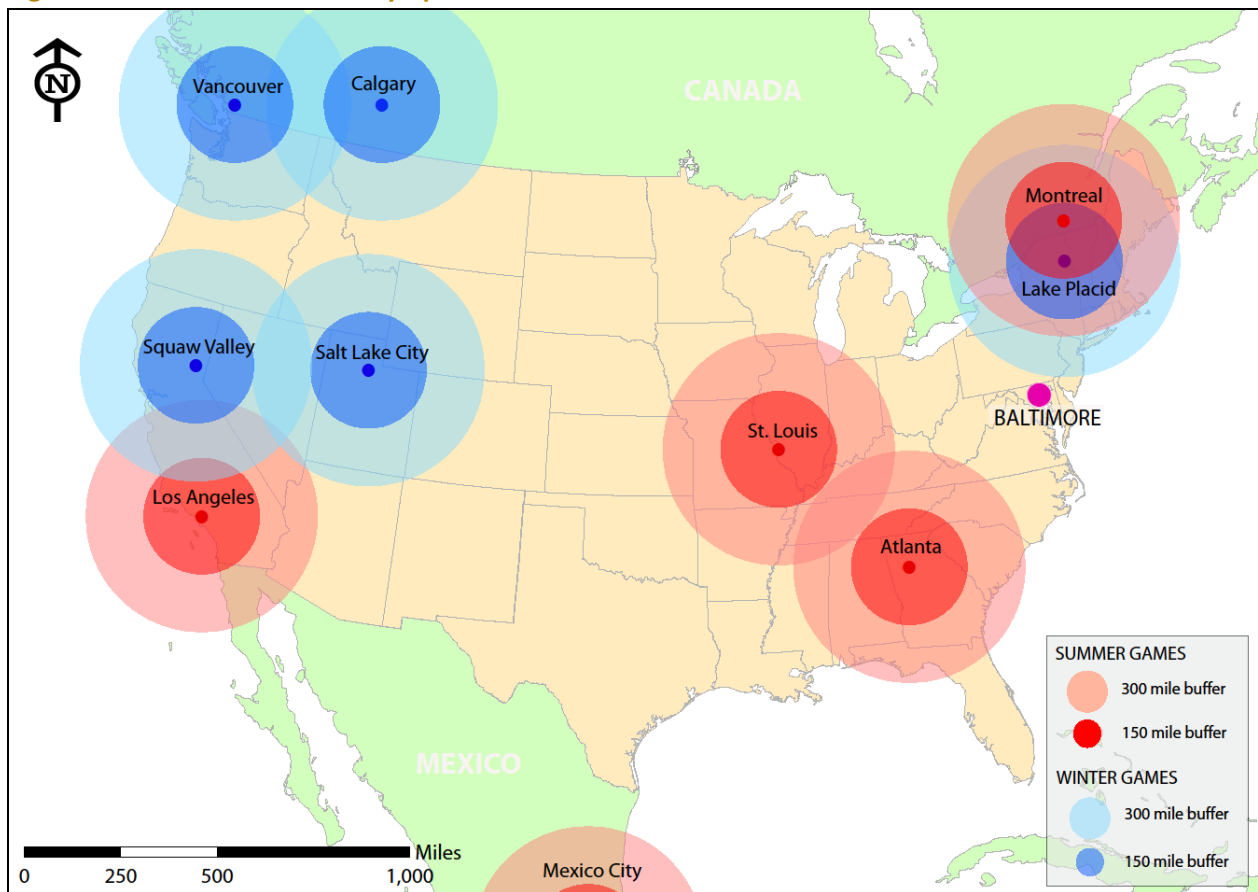 N
CANADA
Vancouver
Calgary
Montreal
Lake Placid
Squaw Valley
Salt Lake City
BALTIMORE
St. Louis
Los Angeles
Atlanta
MEXICO
Mexico City
Miles
0 250 500 1,000
SUMMER GAMES
300 mile buffer
150 mile buffer
WINTER GAMES
300 mile buffer
150 mile buffer